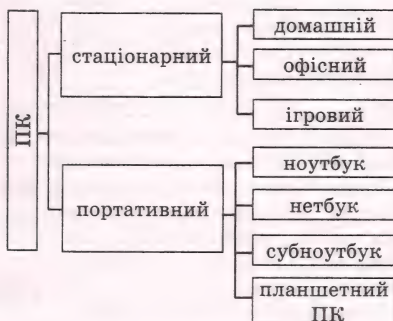 ПК
стаціонарний
домашній
офісний
ігровий
портативний
ноутбук
нетбук
субноутбук
планшетний
ПК